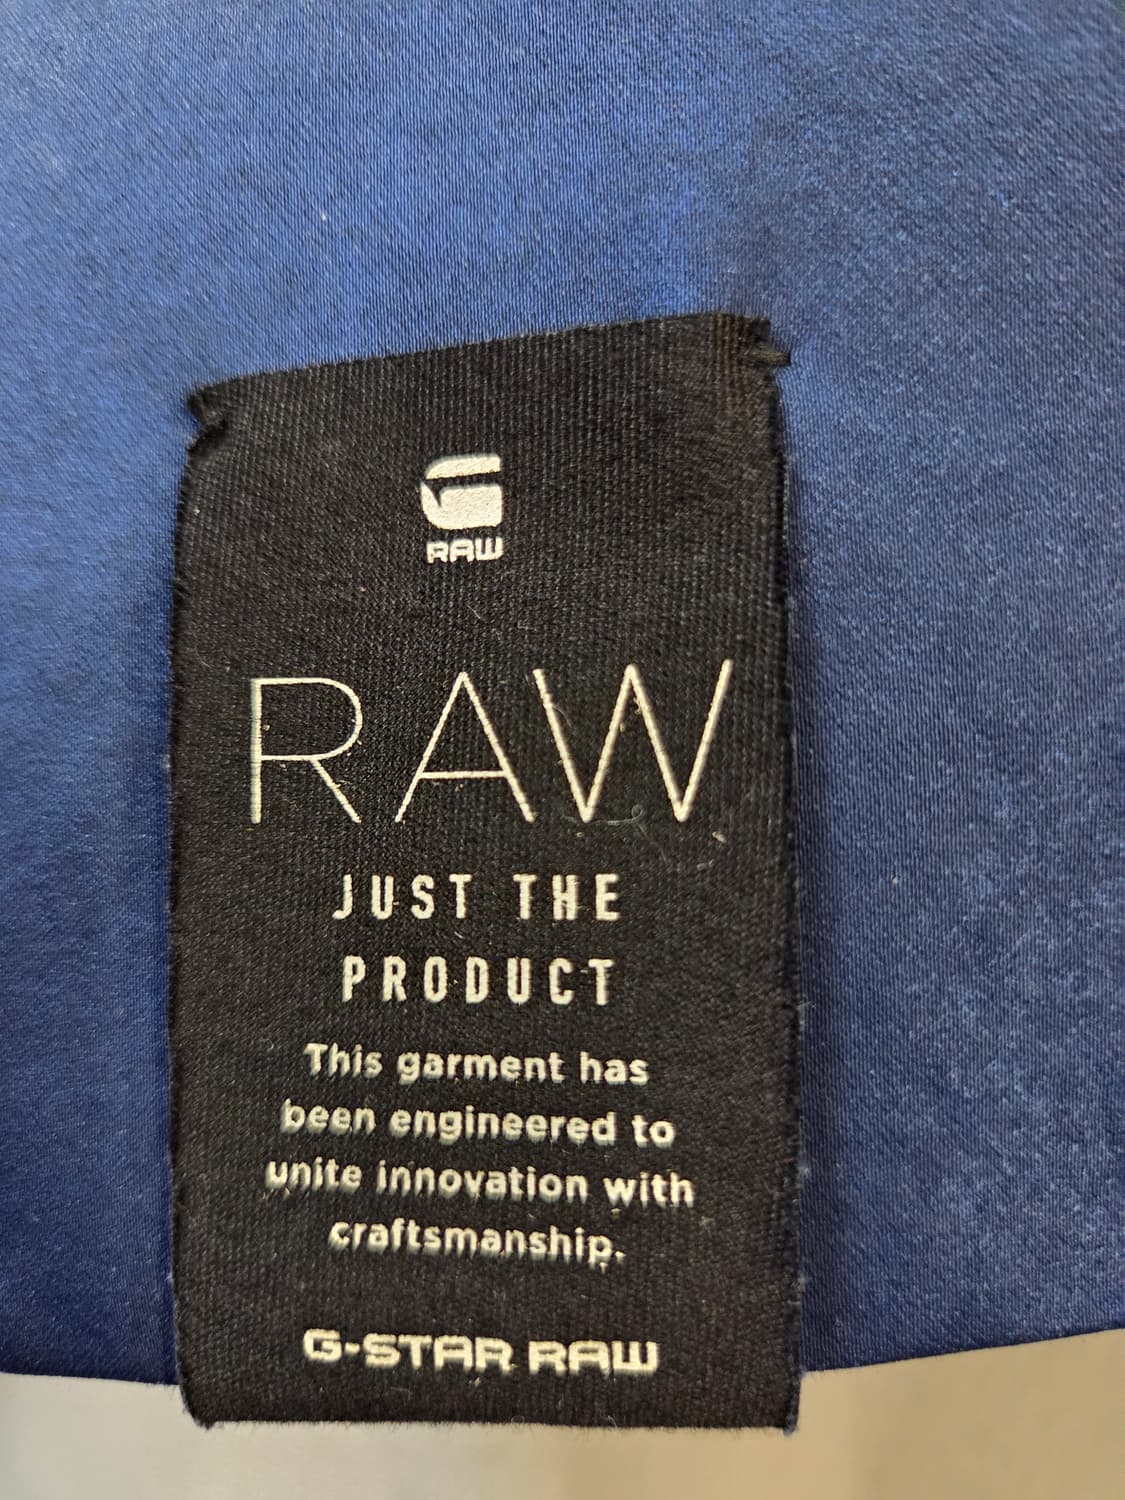 G
RAW
RAW
JUST THE
PRODUCT
This garment has
been engineered to
unite innovation with
craftsmanship.
G-STAR RAW